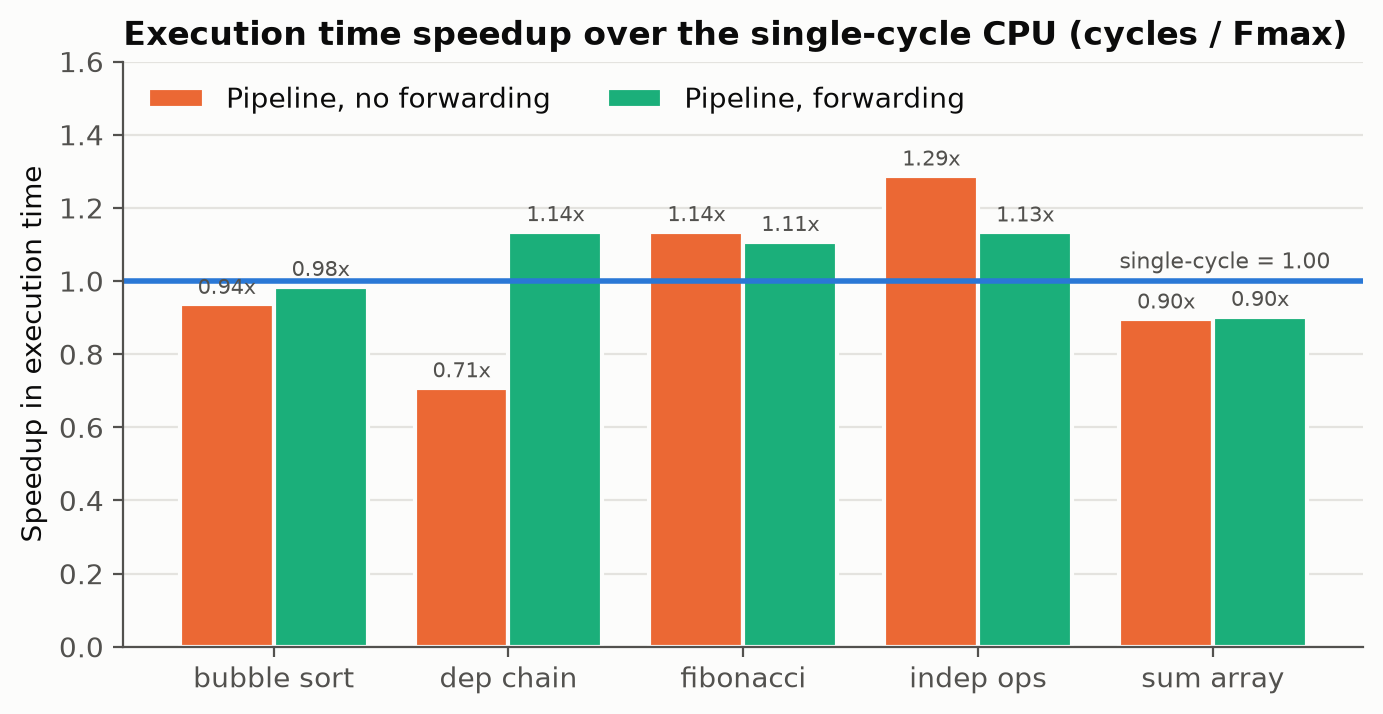 Execution time speedup over the single-cycle CPU (cycles / Fmax)
Pipeline, no forwarding
Pipeline, forwarding
Speedup in execution time
1.6
1.4
1.2
1.0
0.8
0.6
0.4
0.2
0.0
0.94x
0.98x
0.71x
1.14x
1.14x
1.11x
1.29x
1.13x
0.90x
0.90x
single-cycle = 1.00
bubble sort
dep chain
fibonacci
indep ops
sum array